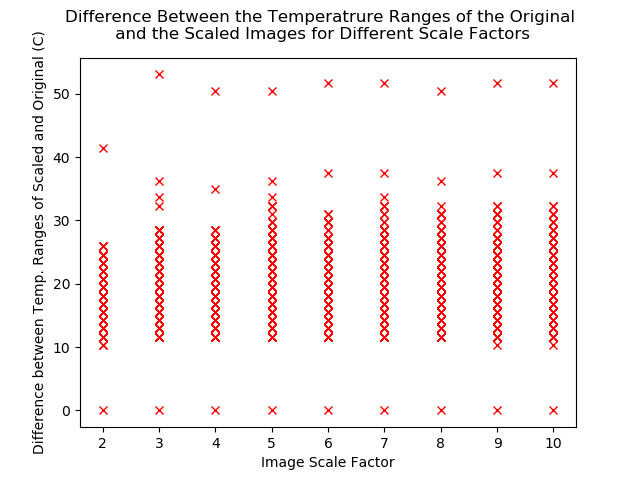 Difference Between the Temperatrure Ranges of the Original
and the Scaled Images for Different Scale Factors
Difference between Temp. Ranges of Scaled and Original (C)
50
40
30
20
10
0
2 3 4 5 6 7 8 9 10
Image Scale Factor